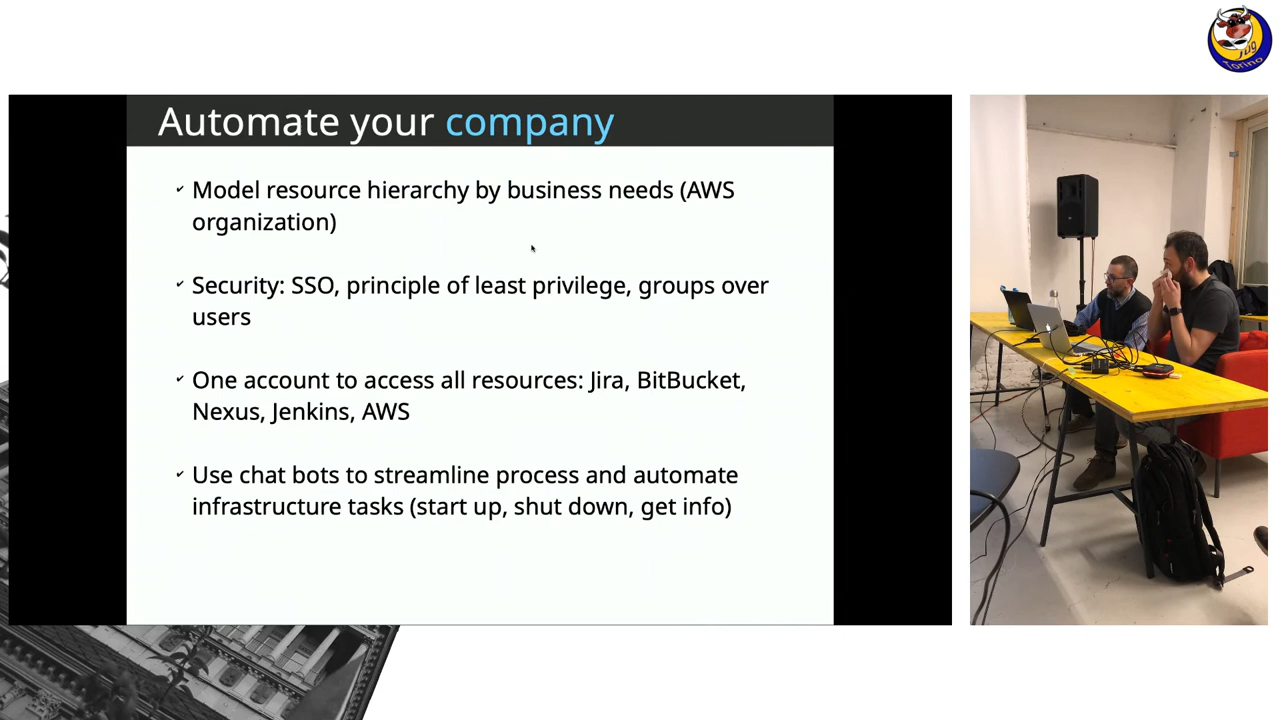 Jug
Torino
Automate your company
Model resource hierarchy by business needs (AWS
organization)
Security: SSO, principle of least privilege, groups over
users
One account to access all resources: Jira, BitBucket,
Nexus, Jenkins, AWS
Use chat bots to streamline process and automate
infrastructure tasks (start up, shut down, get info)